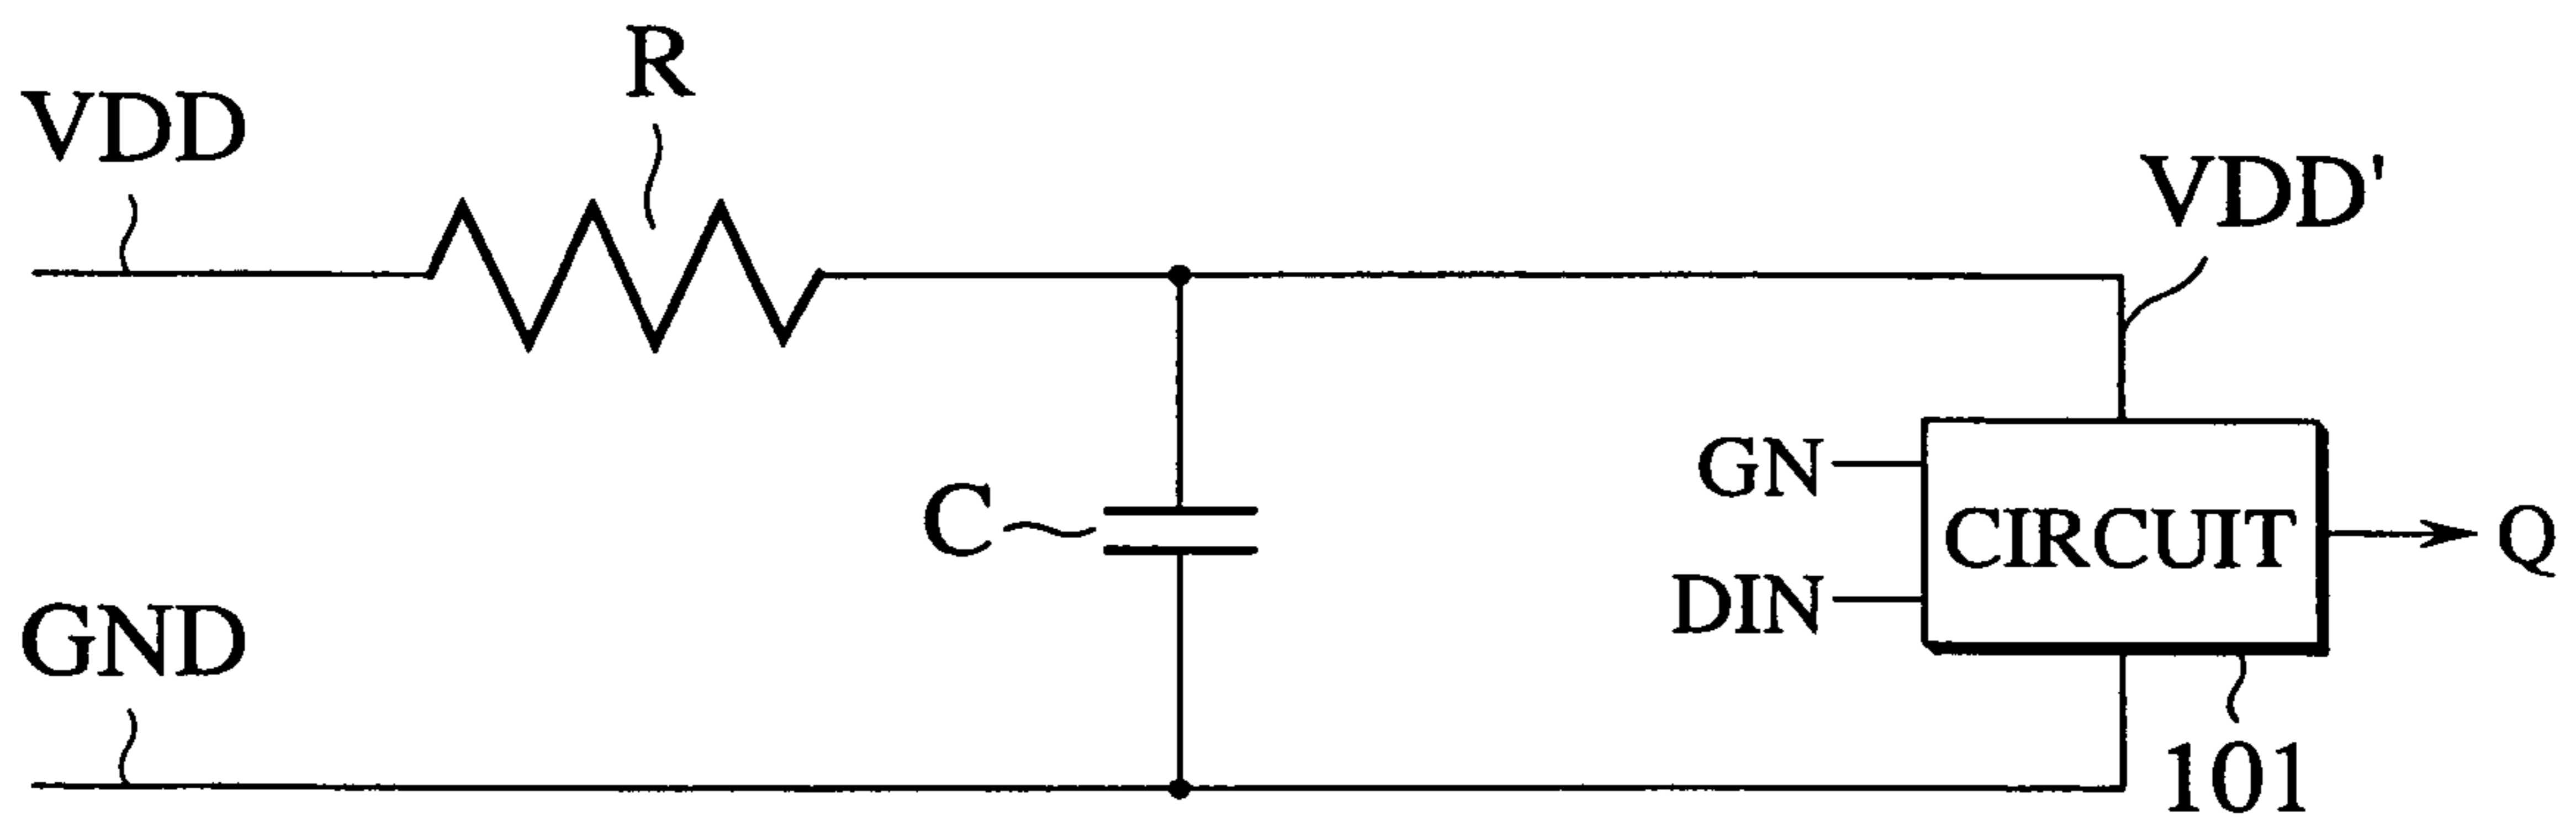 R
VDD
VDD'
GN
C
CIRCUIT
Q
DIN
GND
101